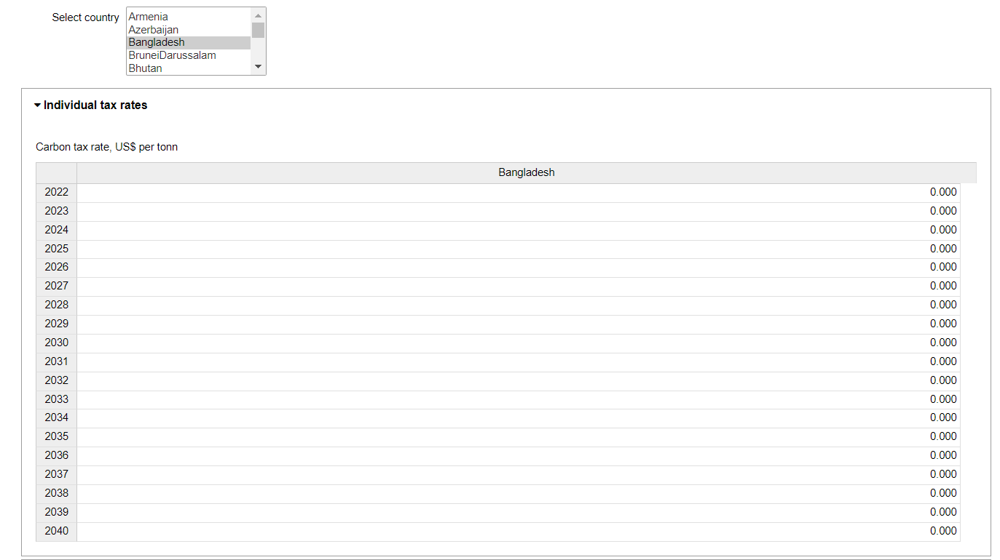 Select country
Armenia
Azerbaijan
Bangladesh
BruneiDarussalam
Bhutan
Individual tax rates
Carbon tax rate, US$ per tonn
Bangladesh
2022 0.000
2023 0.000
2024 0.000
2025 0.000
2026 0.000
2027 0.000
2028 0.000
2029 0.000
2030 0.000
2031 0.000
2032 0.000
2033 0.000
2034 0.000
2035 0.000
2036 0.000
2037 0.000
2038 0.000
2039 0.000
2040 0.000